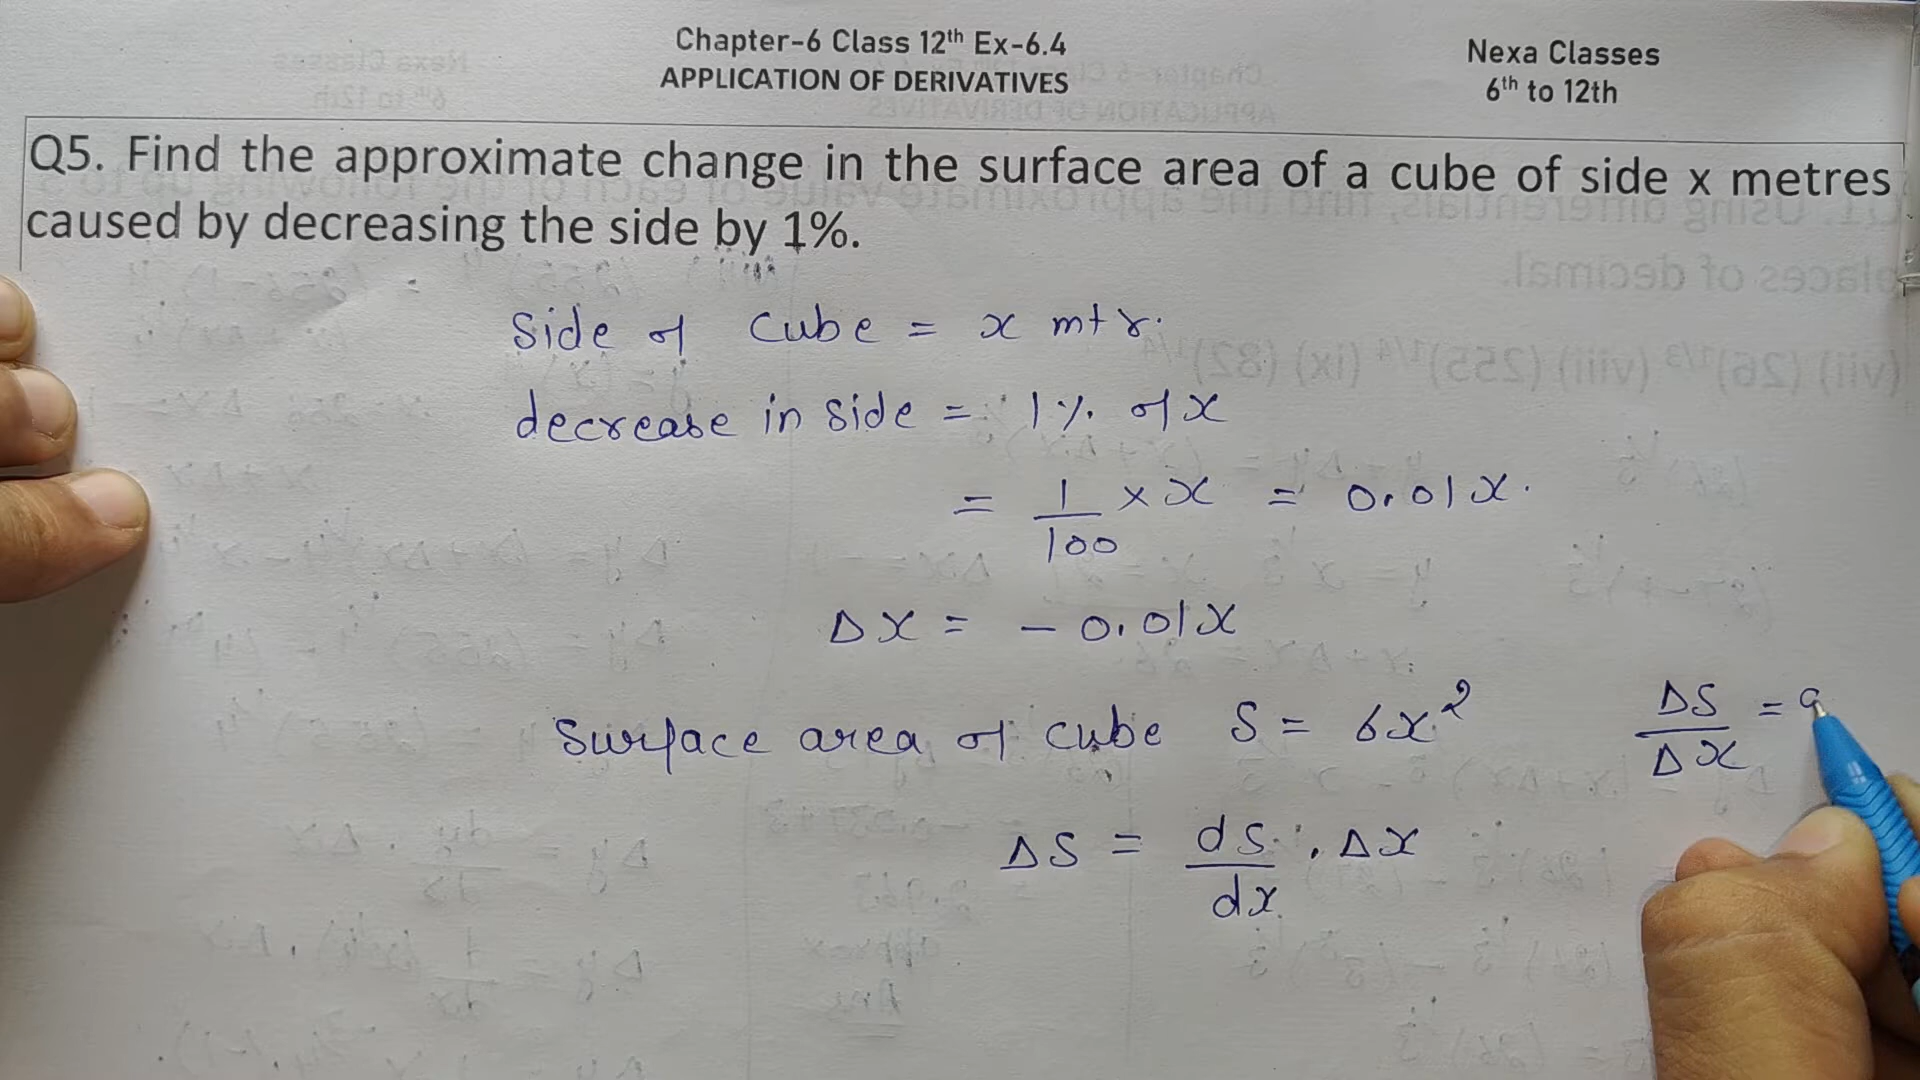 Chapter-6 Class 12th Ex-6.4
APPLICATION OF DERIVATIVES
Nexa Classes
6th to 12th
Q5. Find the approximate change in the surface area of a cube of side x metres
caused by decreasing the side by 1%.
Side of Cube = x mtr.
decrease in side = 1% of x
= 1/100 × x = 0.01x.
Δx = - 0.01x
Surface area of cube S = 6x²
ΔS/Δx =
ΔS = ds/dx . Δx